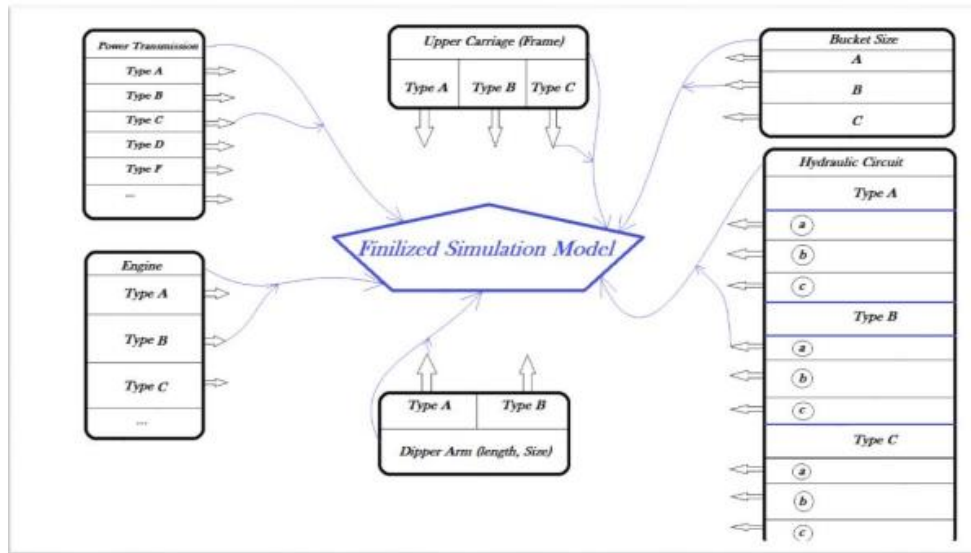 Power Transmission
Type A
Type B
Type C
Type D
Type F
...
Upper Carriage (Frame)
Type A Type B Type C
Bucket Size
A
B
C
Hydraulic Circuit
Type A
a
b
c
Type B
a
b
c
Type C
a
b
c
Finilized Simulation Model
Engine
Type A
Type B
Type C
...
Type A Type B
Dipper Arm (length, Size)